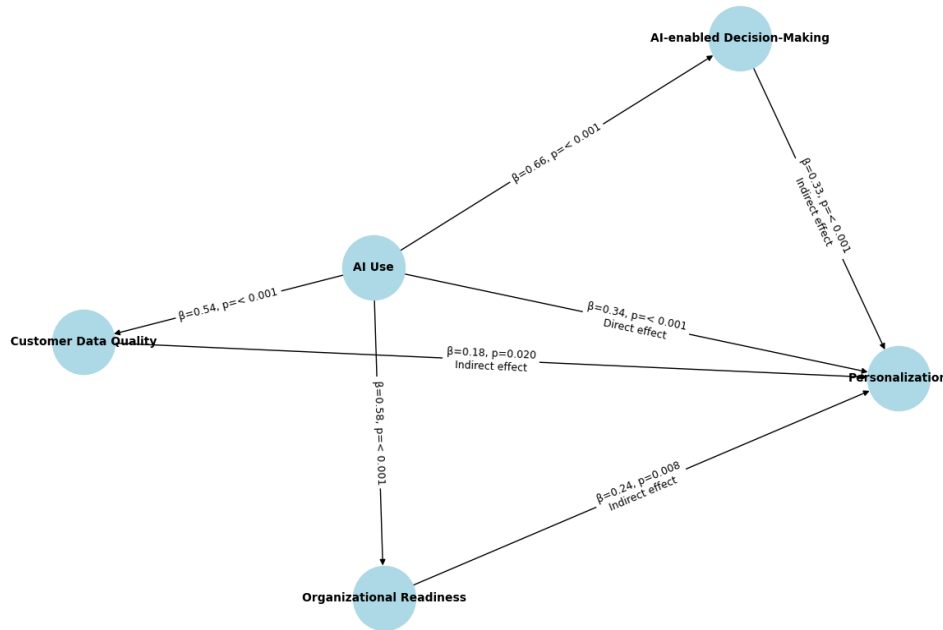 AI-enabled Decision-Making
β=0.66, p=< 0.001
β=0.33, p=< 0.001
Indirect effect
AI Use
β=0.54, p=< 0.001
β=0.34, p=< 0.001
Direct effect
Customer Data Quality
β=0.18, p=0.020
Indirect effect
Personalization
β=0.58, p=< 0.001
β=0.24, p=0.008
Indirect effect
Organizational Readiness